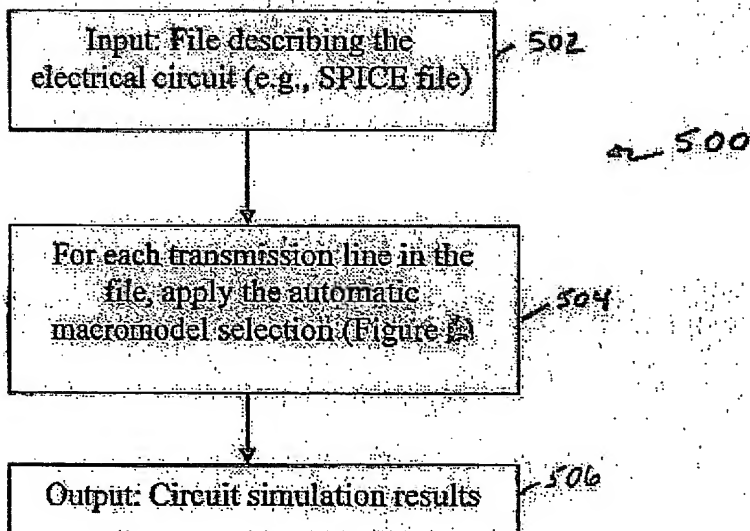 Input: File describing the
electrical circuit (e.g., SPICE file)
502
500
For each transmission line in the
file, apply the automatic
macromodel selection (Figure
504
Output: Circuit simulation results
506